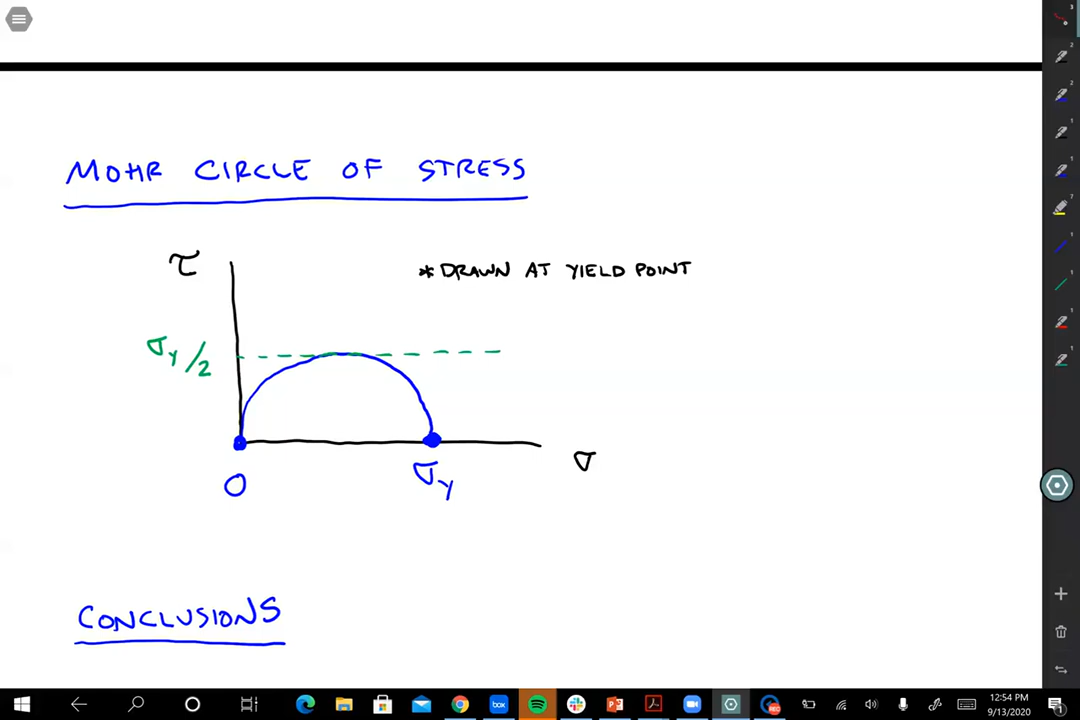 MOHR CIRCLE OF STRESS
τ
*DRAWN AT YIELD POINT
σY/2
σ
0
σY
CONCLUSIONS
12:54 PM
9/13/2020